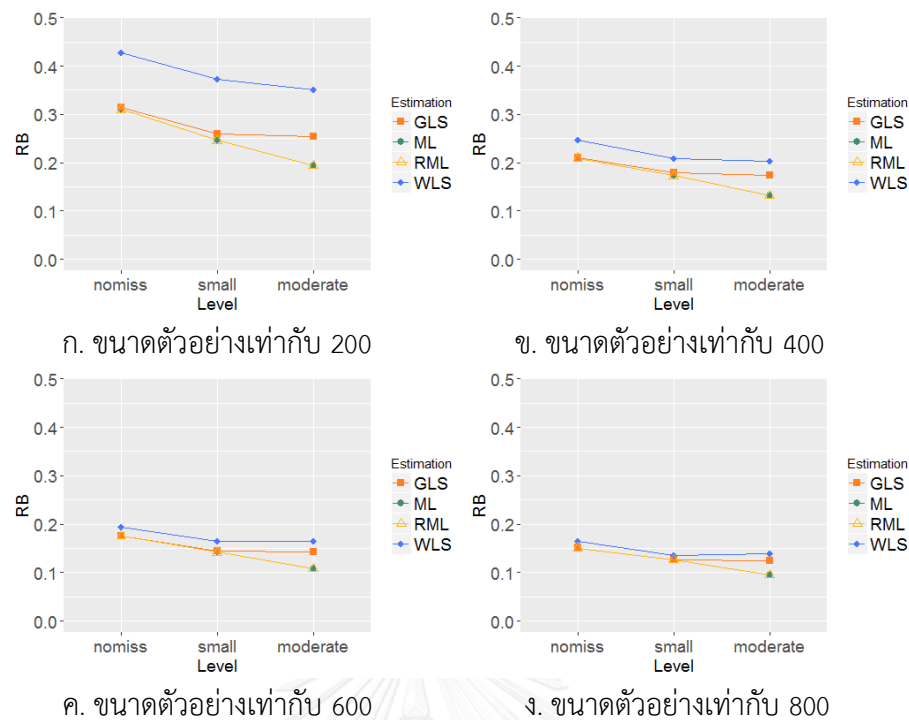 0.5
0.4
0.3
0.2
0.1
0.0
RB
nomiss small moderate
Level
Estimation
GLS
ML
RML
WLS
ก. ขนาดตัวอย่างเท่ากับ 200
0.5
0.4
0.3
0.2
0.1
0.0
RB
nomiss small moderate
Level
Estimation
GLS
ML
RML
WLS
ข. ขนาดตัวอย่างเท่ากับ 400
0.5
0.4
0.3
0.2
0.1
0.0
RB
nomiss small moderate
Level
Estimation
GLS
ML
RML
WLS
ค. ขนาดตัวอย่างเท่ากับ 600
0.5
0.4
0.3
0.2
0.1
0.0
RB
nomiss small moderate
Level
Estimation
GLS
ML
RML
WLS
ง. ขนาดตัวอย่างเท่ากับ 800